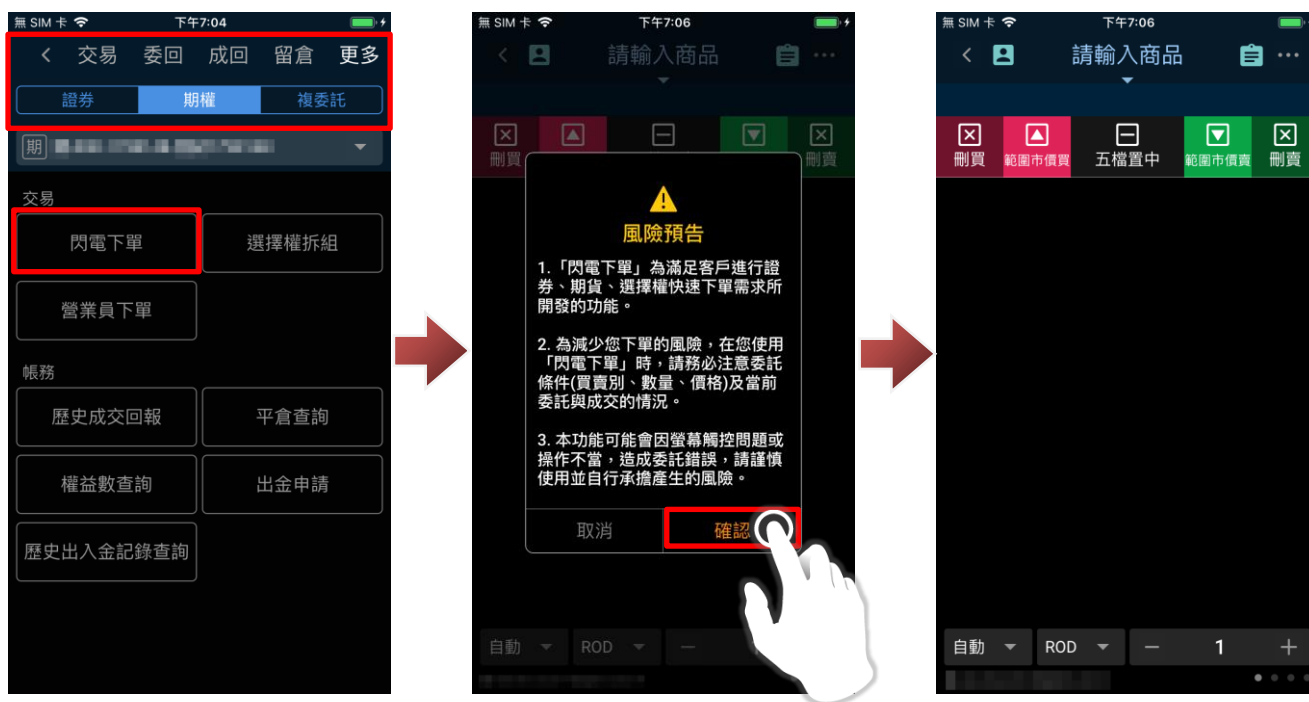 無 SIM 卡
下午7:04
交易 委回 成回 留倉 更多
證券 期權 複委託
期
交易
閃電下單
選擇權拆組
營業員下單
帳務
歷史成交回報
平倉查詢
權益數查詢
出金申請
歷史出入金記錄查詢
無 SIM 卡
下午7:06
請輸入商品
刪買
刪賣
風險預告
1.「閃電下單」為滿足客戶進行證
券、期貨、選擇權快速下單需求所
開發的功能。
2. 為減少您下單的風險，在您使用
「閃電下單」時，請務必注意委託
條件(買賣別、數量、價格)及當前
委託與成交的情況。
3. 本功能可能會因螢幕觸控問題或
操作不當，造成委託錯誤，請謹慎
使用並自行承擔產生的風險。
取消
確認
自動 ROD
無 SIM 卡
下午7:06
請輸入商品
刪買 範圍市價買 五檔置中 範圍市價賣 刪賣
自動 ROD － 1 ＋